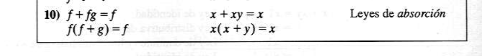 10) f + fg = f x + xy = x Leyes de absorción
f(f + g) = f x(x + y) = x